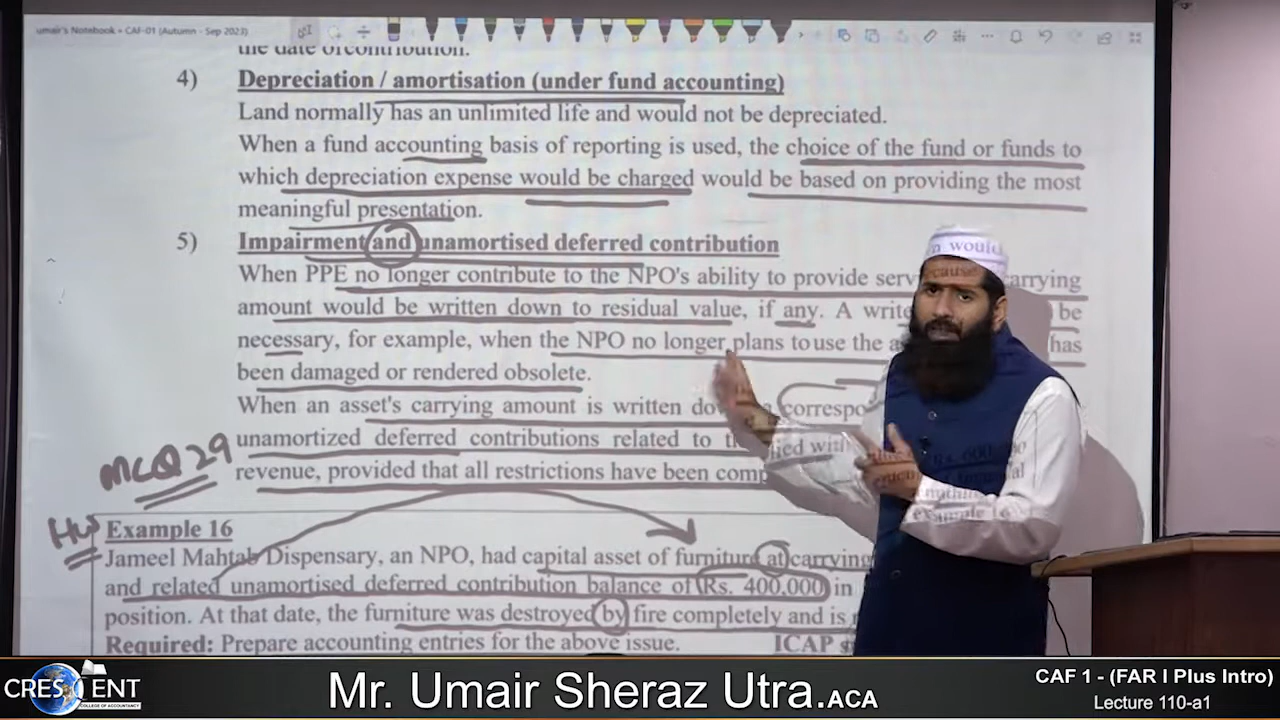 umair's Notebook • CAF-01 (Autumn - Sep 2023)
the date of contribution.
4) Depreciation / amortisation (under fund accounting)
Land normally has an unlimited life and would not be depreciated.
When a fund accounting basis of reporting is used, the choice of the fund or funds to
which depreciation expense would be charged would be based on providing the most
meaningful presentation.
5) Impairment and unamortised deferred contribution
When PPE no longer contribute to the NPO's ability to provide serv carrying
amount would be written down to residual value, if any. A write be
necessary, for example, when the NPO no longer plans to use the as has
been damaged or rendered obsolete.
When an asset's carrying amount is written do correspo
unamortized deferred contributions related to t
revenue, provided that all restrictions have been comp
MCQ 29
HW
Example 16
Jameel Mahtab Dispensary, an NPO, had capital asset of furniture at carrying
and related unamortised deferred contribution balance of Rs. 400,000 in
position. At that date, the furniture was destroyed by fire completely and is
Required: Prepare accounting entries for the above issue. ICAP
CRESCENT
COLLEGE OF ACCOUNTANCY
Mr. Umair Sheraz Utra.ACA
CAF 1 - (FAR I Plus Intro)
Lecture 110-a1